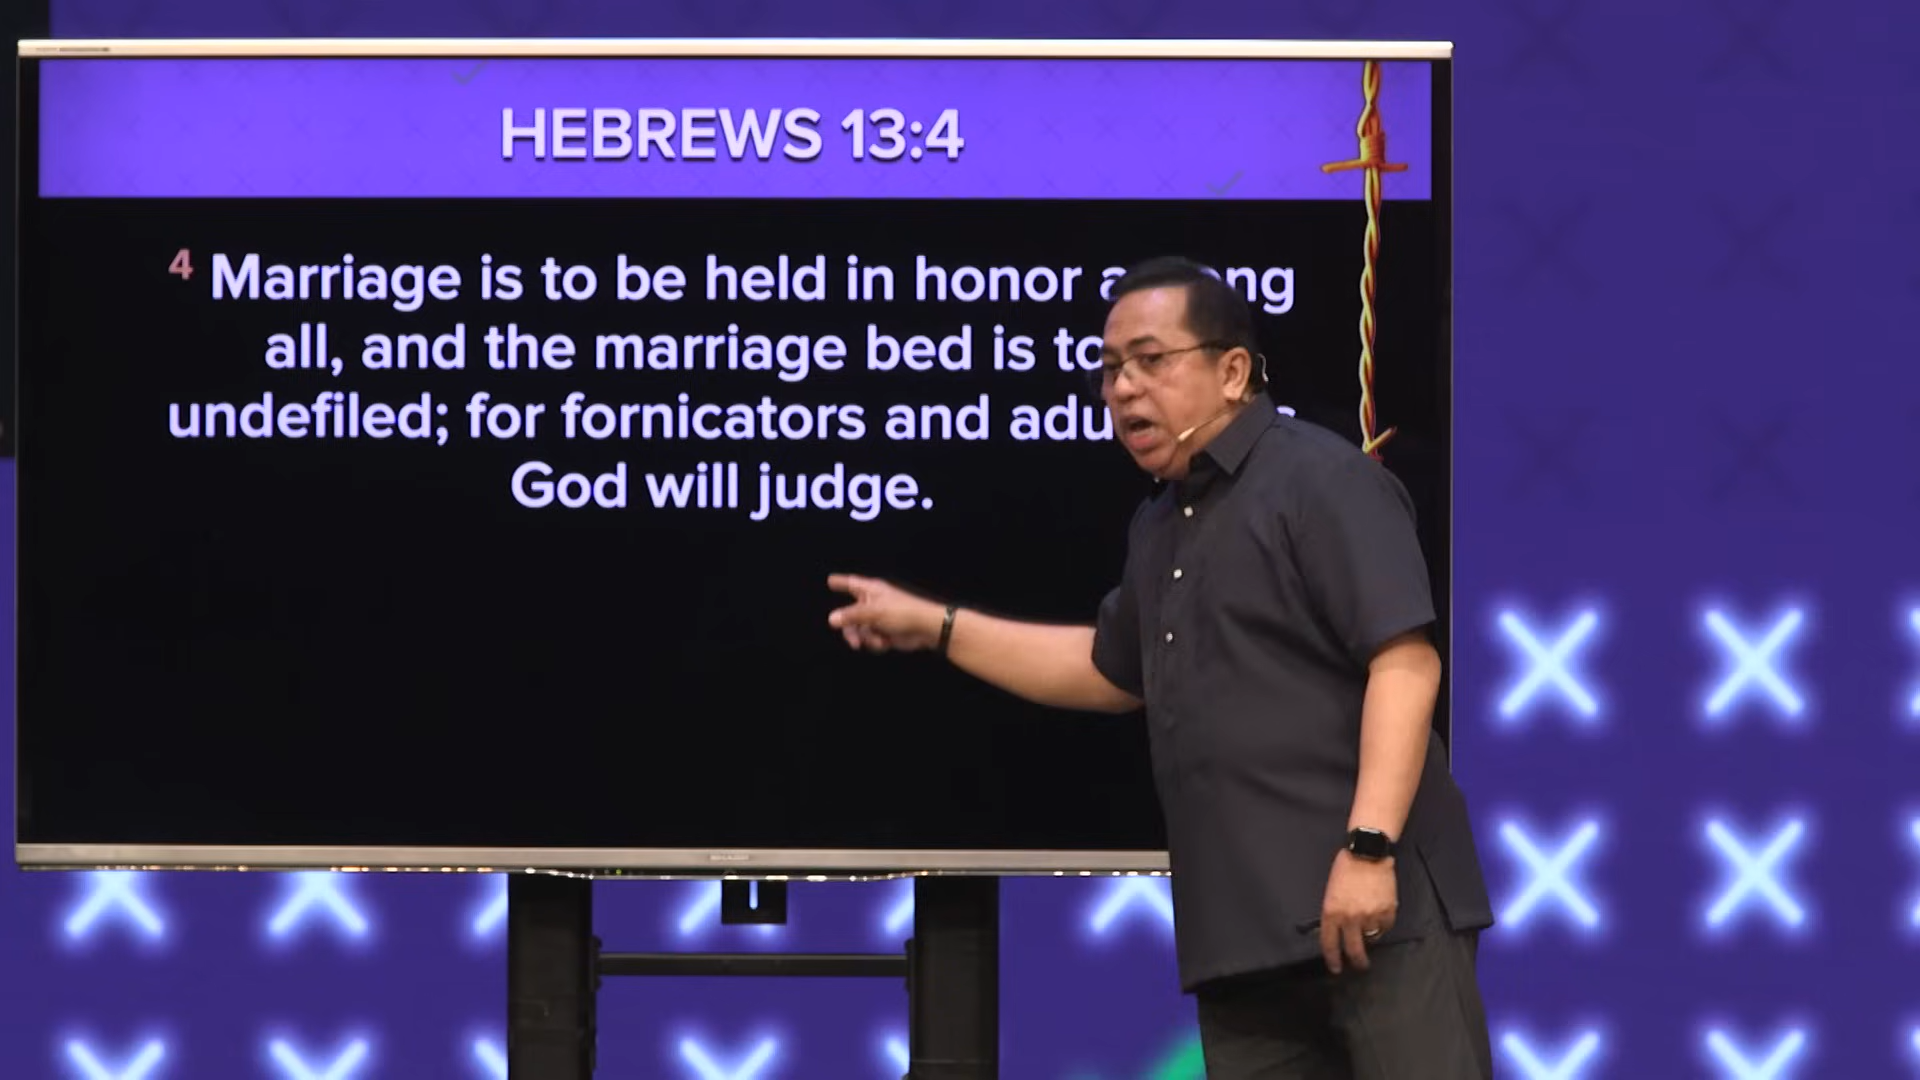 HEBREWS 13:4
4 Marriage is to be held in honor
all, and the marriage bed is to
undefiled; for fornicators and
God will judge.
SHARP